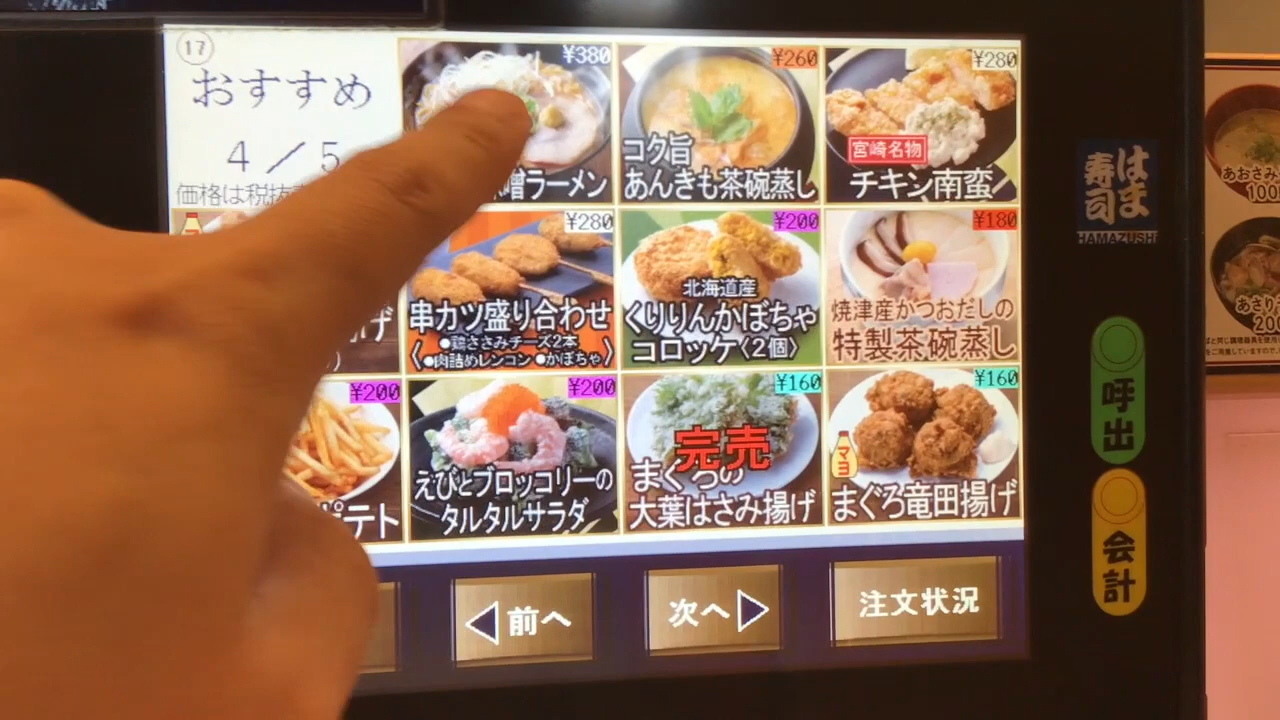 17
おすすめ
4／5
価格は税抜
¥380
噌ラーメン
¥260
コク旨
あんきも茶碗蒸し
¥280
宮崎名物
チキン南蛮
げ
¥280
串カツ盛り合わせ
●鶏ささみチーズ2本
●肉詰めレンコン ●かぼちゃ
¥200
北海道産
くりりんかぼちゃ
コロッケ〈2個〉
¥180
焼津産かつおだしの
特製茶碗蒸し
¥200
ポテト
¥200
えびとブロッコリーの
タルタルサラダ
¥160
完売
まぐろの
大葉はさみ揚げ
¥160
マヨ
まぐろ竜田揚げ
前へ
次へ
注文状況
はま
寿司
HAMAZUSHI
呼出
会計
あおさみ
100
あさり
20